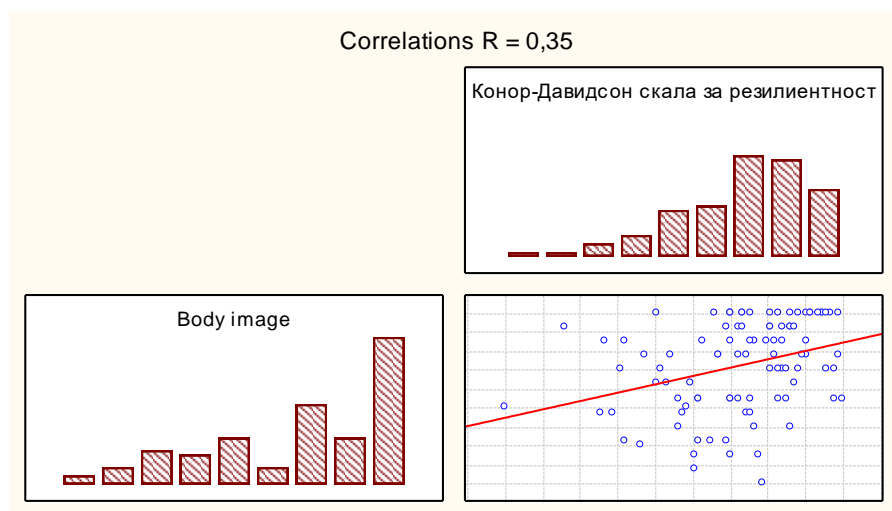 Correlations R = 0,35
Конор-Давидсон скала за резилиентност
Body image